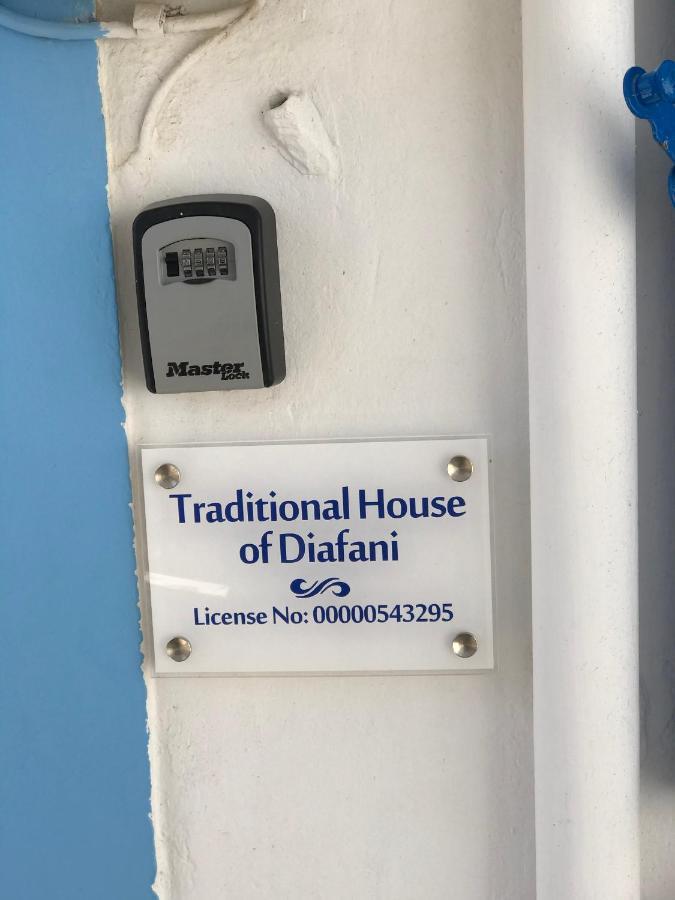 Master
Lock
Traditional House
of Diafani
License No: 00000543295